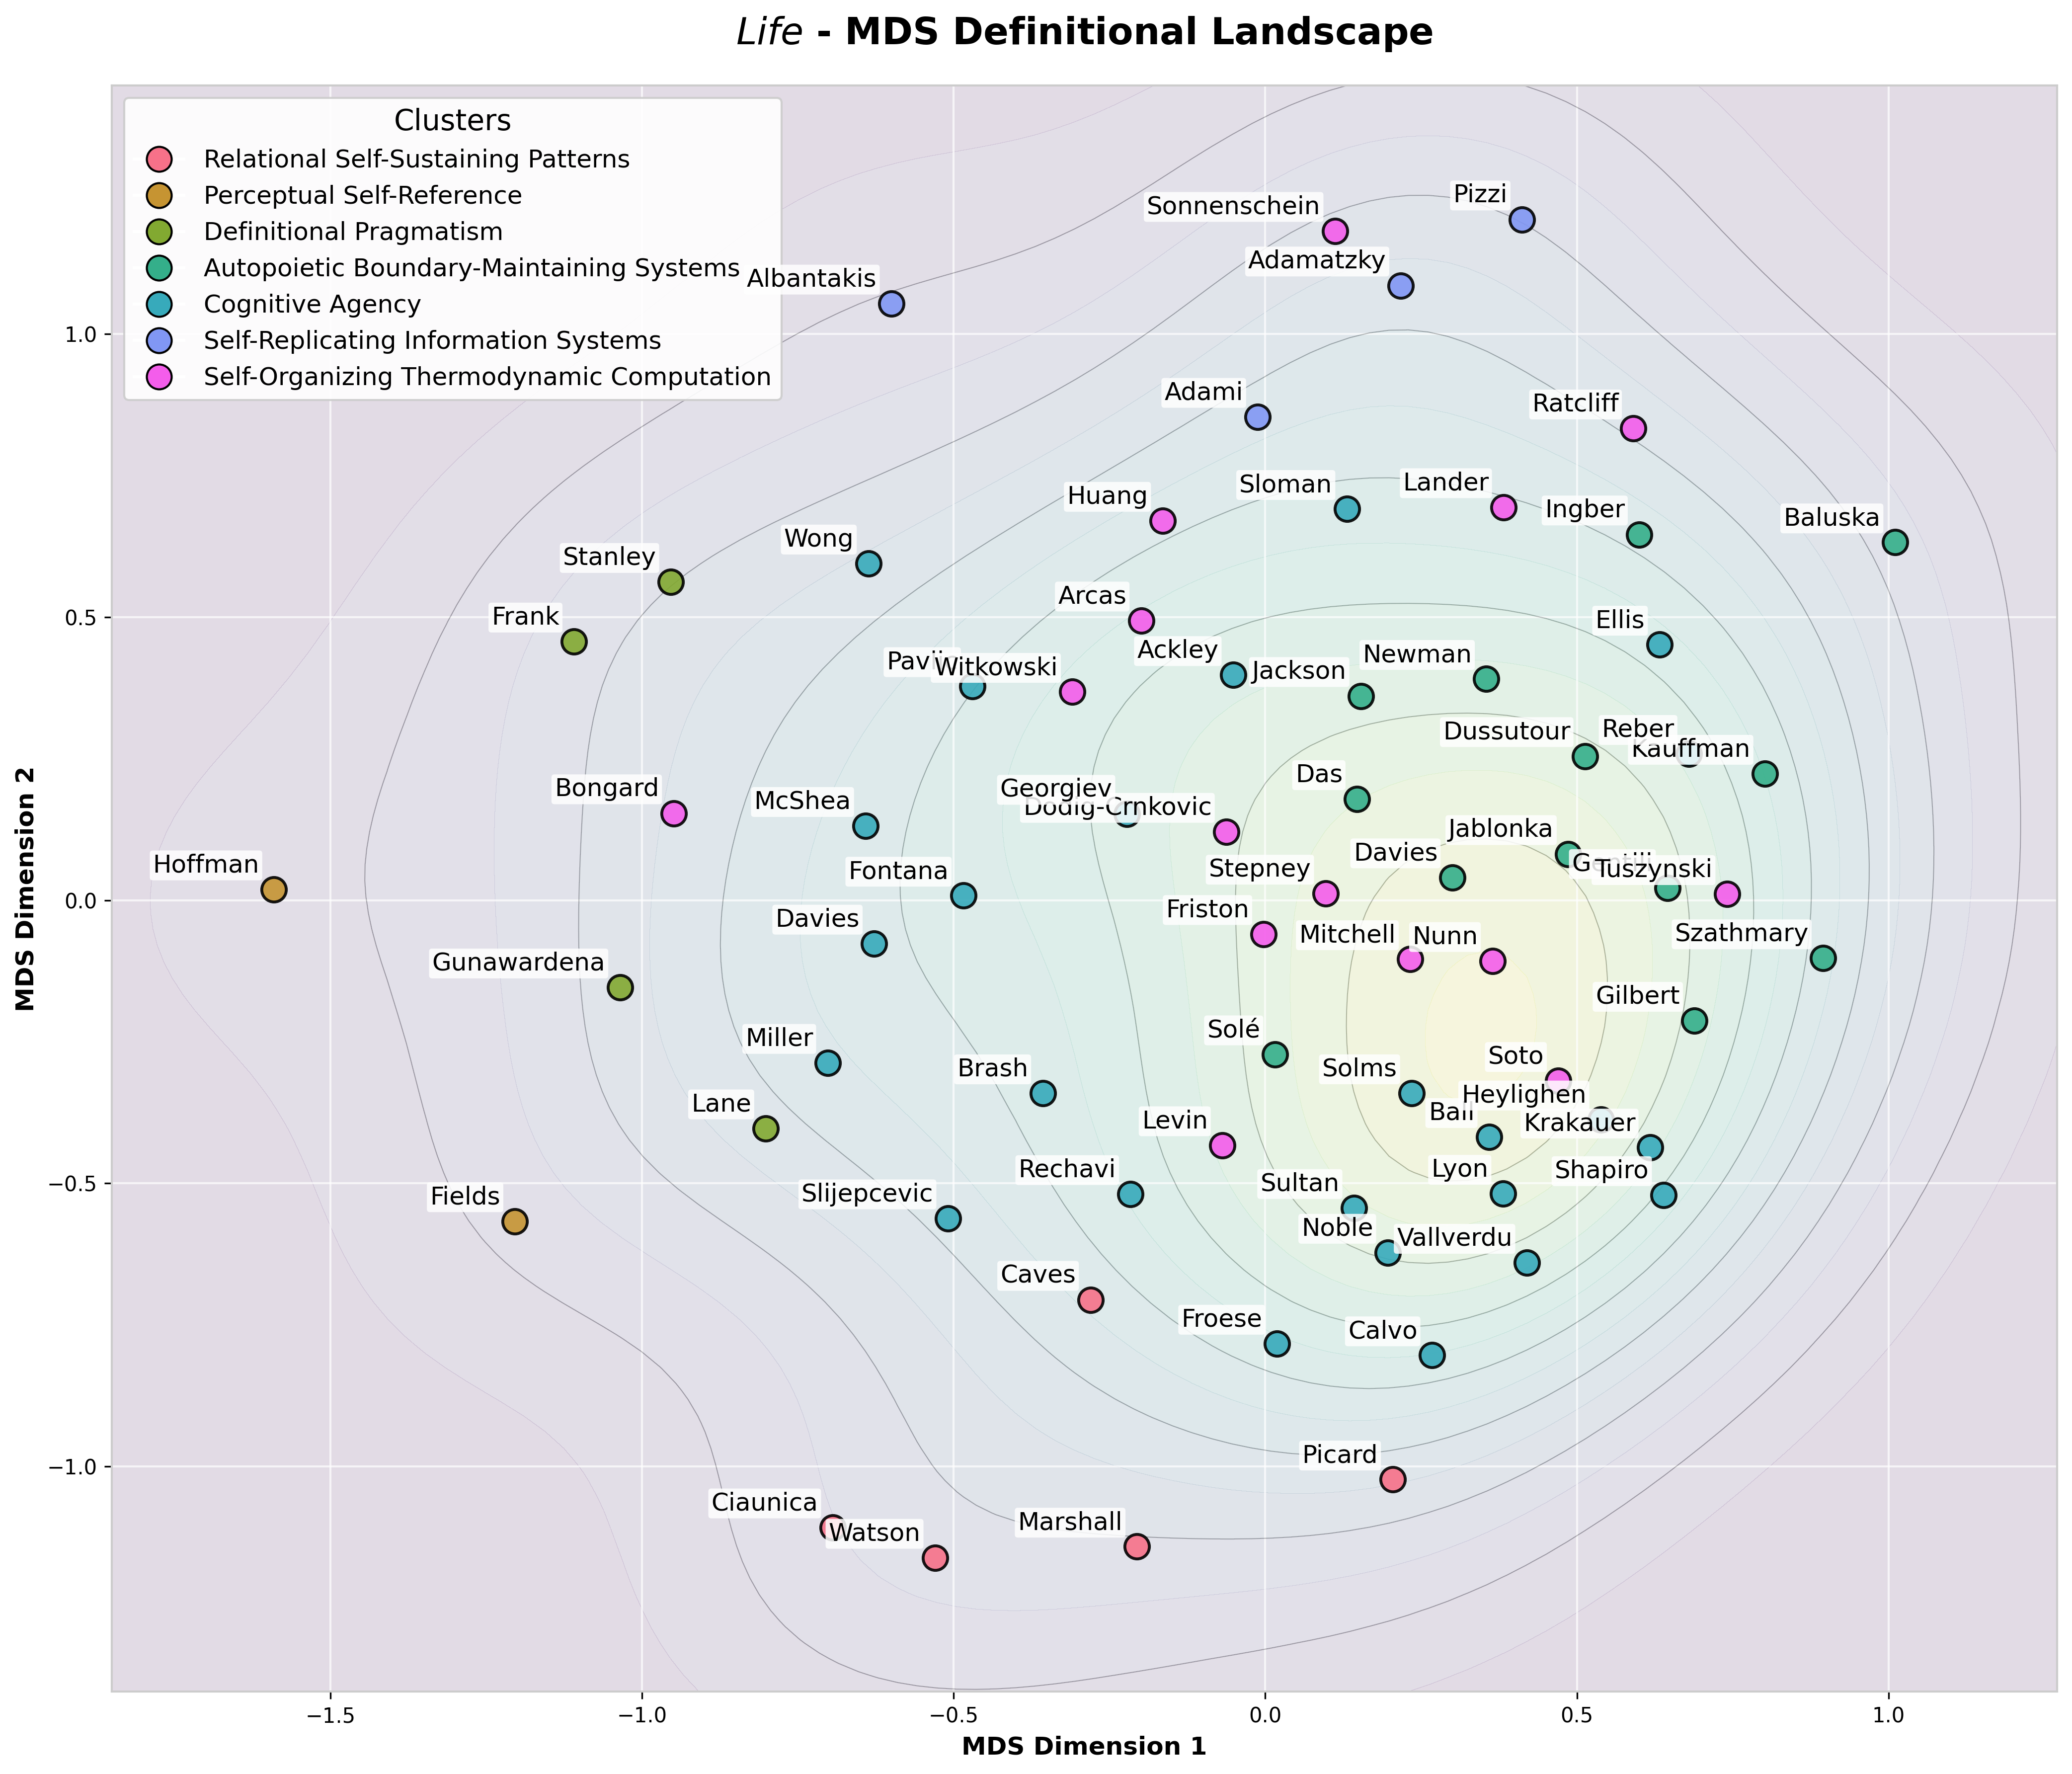 Life - MDS Definitional Landscape
Clusters
Relational Self-Sustaining Patterns
Perceptual Self-Reference
Definitional Pragmatism
Autopoietic Boundary-Maintaining Systems
Cognitive Agency
Self-Replicating Information Systems
Self-Organizing Thermodynamic Computation
Pizzi
Sonnenschein
Adamatzky
Albantakis
Adami
Ratcliff
Sloman
Lander
Huang
Ingber
Baluska
Wong
Stanley
Arcas
Frank
Ellis
Ackley
Newman
Jackson
Witkowski
Dussutour
Reber
Kauffman
Das
Bongard
McShea
Georgiev
Dodig-Crnkovic
Jablonka
Davies
Hoffman
Fontana
Stepney
Tuszynski
Friston
Davies
Mitchell
Nunn
Szathmary
Gunawardena
Gilbert
Solé
Miller
Soto
Brash
Solms
Heylighen
Lane
Ball
Levin
Krakauer
Rechavi
Lyon
Shapiro
Fields
Slijepcevic
Sultan
Noble
Vallverdu
Caves
Froese
Calvo
Picard
Ciaunica
Watson
Marshall
1.0
0.5
0.0
−0.5
−1.0
MDS Dimension 2
−1.5
−1.0
−0.5
0.0
0.5
1.0
MDS Dimension 1